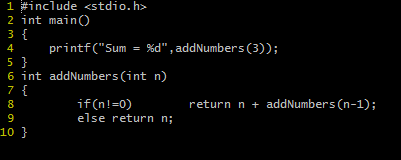 1 #include <stdio.h>
2 int main()
3 {
4     printf("Sum = %d",addNumbers(3));
5 }
6 int addNumbers(int n)
7 {
8         if(n!=0)        return n + addNumbers(n-1);
9         else return n;
10 }